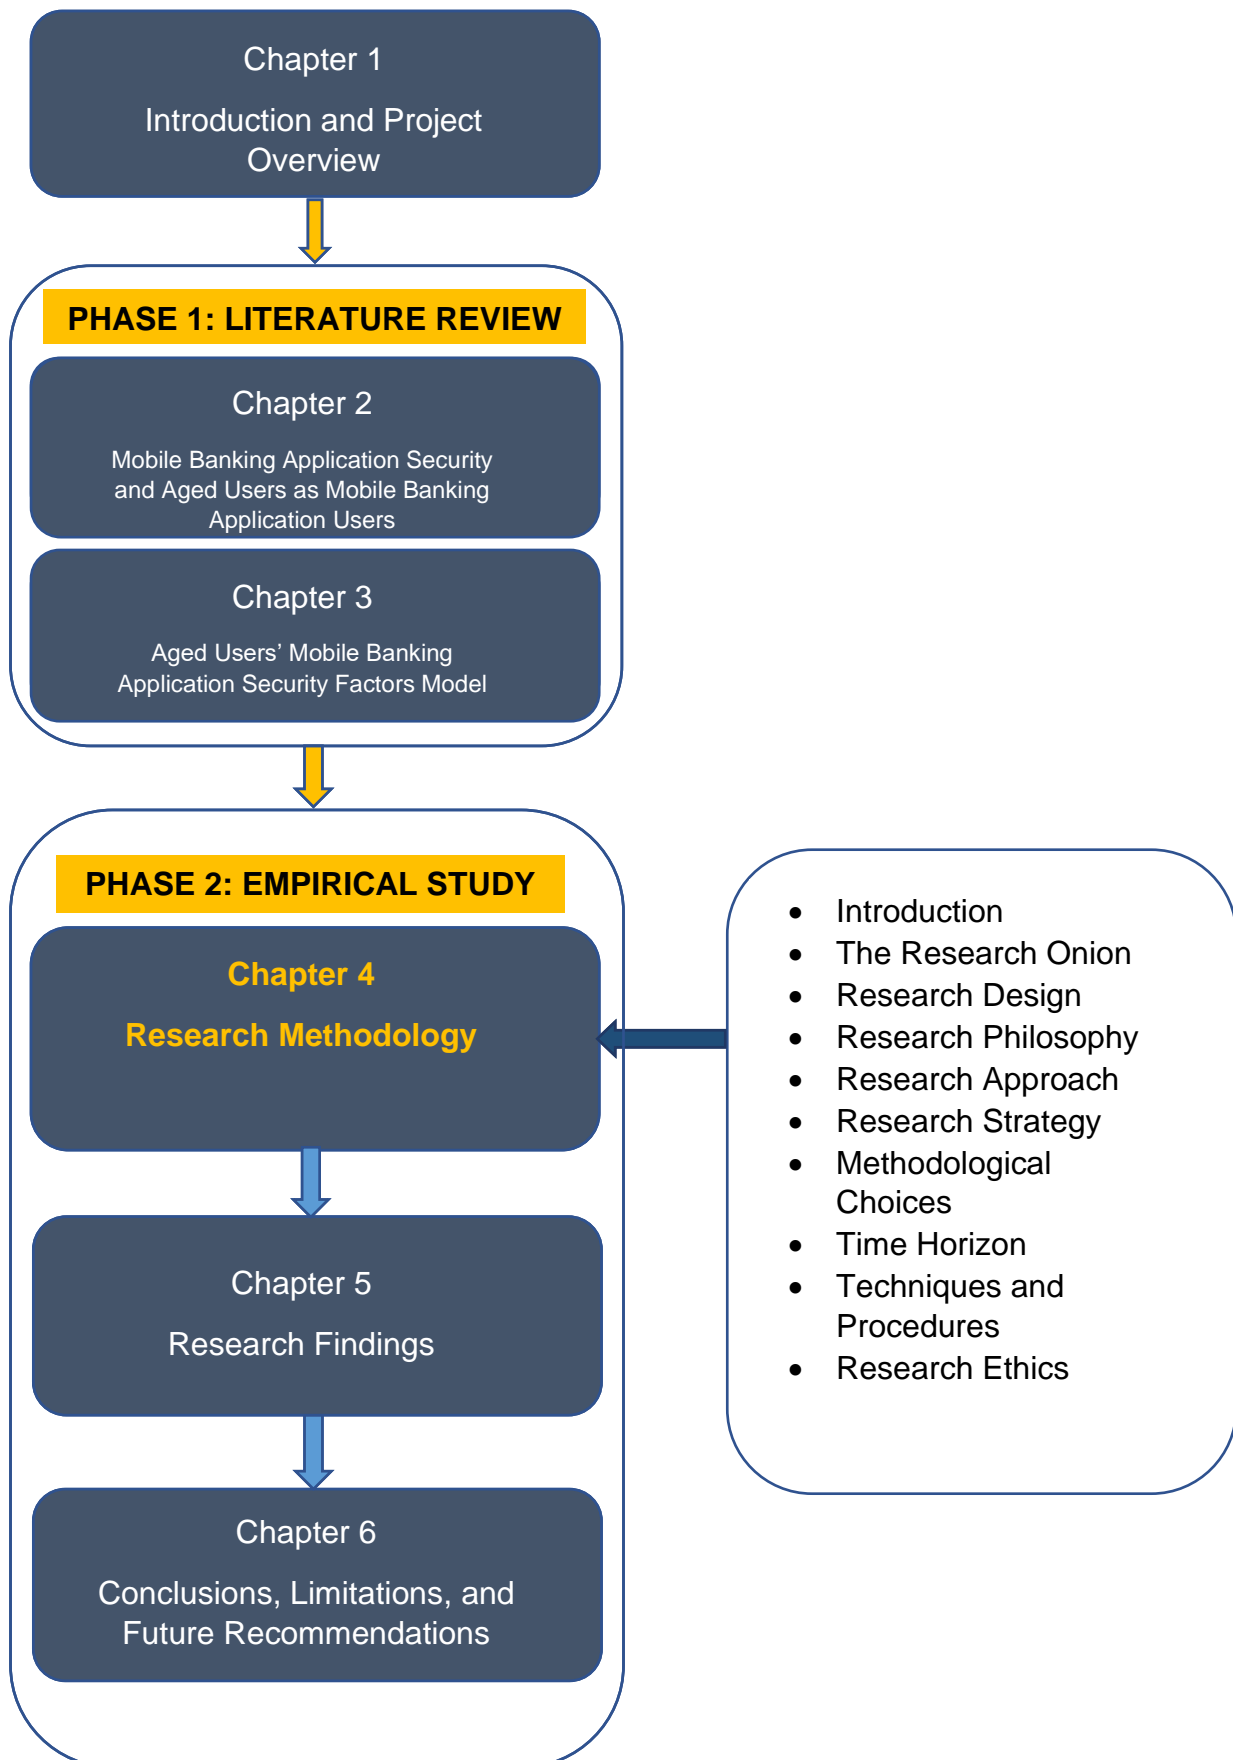 Chapter 1
Introduction and Project
Overview
PHASE 1: LITERATURE REVIEW
Chapter 2
Mobile Banking Application Security
and Aged Users as Mobile Banking
Application Users
Chapter 3
Aged Users’ Mobile Banking
Application Security Factors Model
PHASE 2: EMPIRICAL STUDY
Chapter 4
Research Methodology
Chapter 5
Research Findings
Chapter 6
Conclusions, Limitations, and
Future Recommendations
• Introduction
• The Research Onion
• Research Design
• Research Philosophy
• Research Approach
• Research Strategy
• Methodological
Choices
• Time Horizon
• Techniques and
Procedures
• Research Ethics